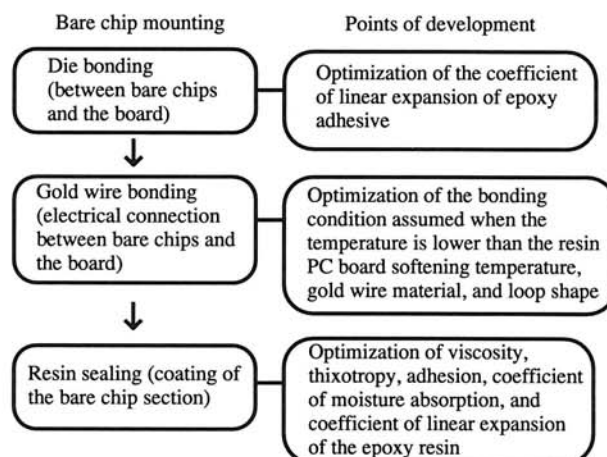 Bare chip mounting
Points of development
Die bonding
(between bare chips
and the board)
Optimization of the coefficient
of linear expansion of epoxy
adhesive
Gold wire bonding
(electrical connection
between bare chips and
the board)
Optimization of the bonding
condition assumed when the
temperature is lower than the resin
PC board softening temperature,
gold wire material, and loop shape
Resin sealing (coating of
the bare chip section)
Optimization of viscosity,
thixotropy, adhesion, coefficient
of moisture absorption, and
coefficient of linear expansion
of the epoxy resin